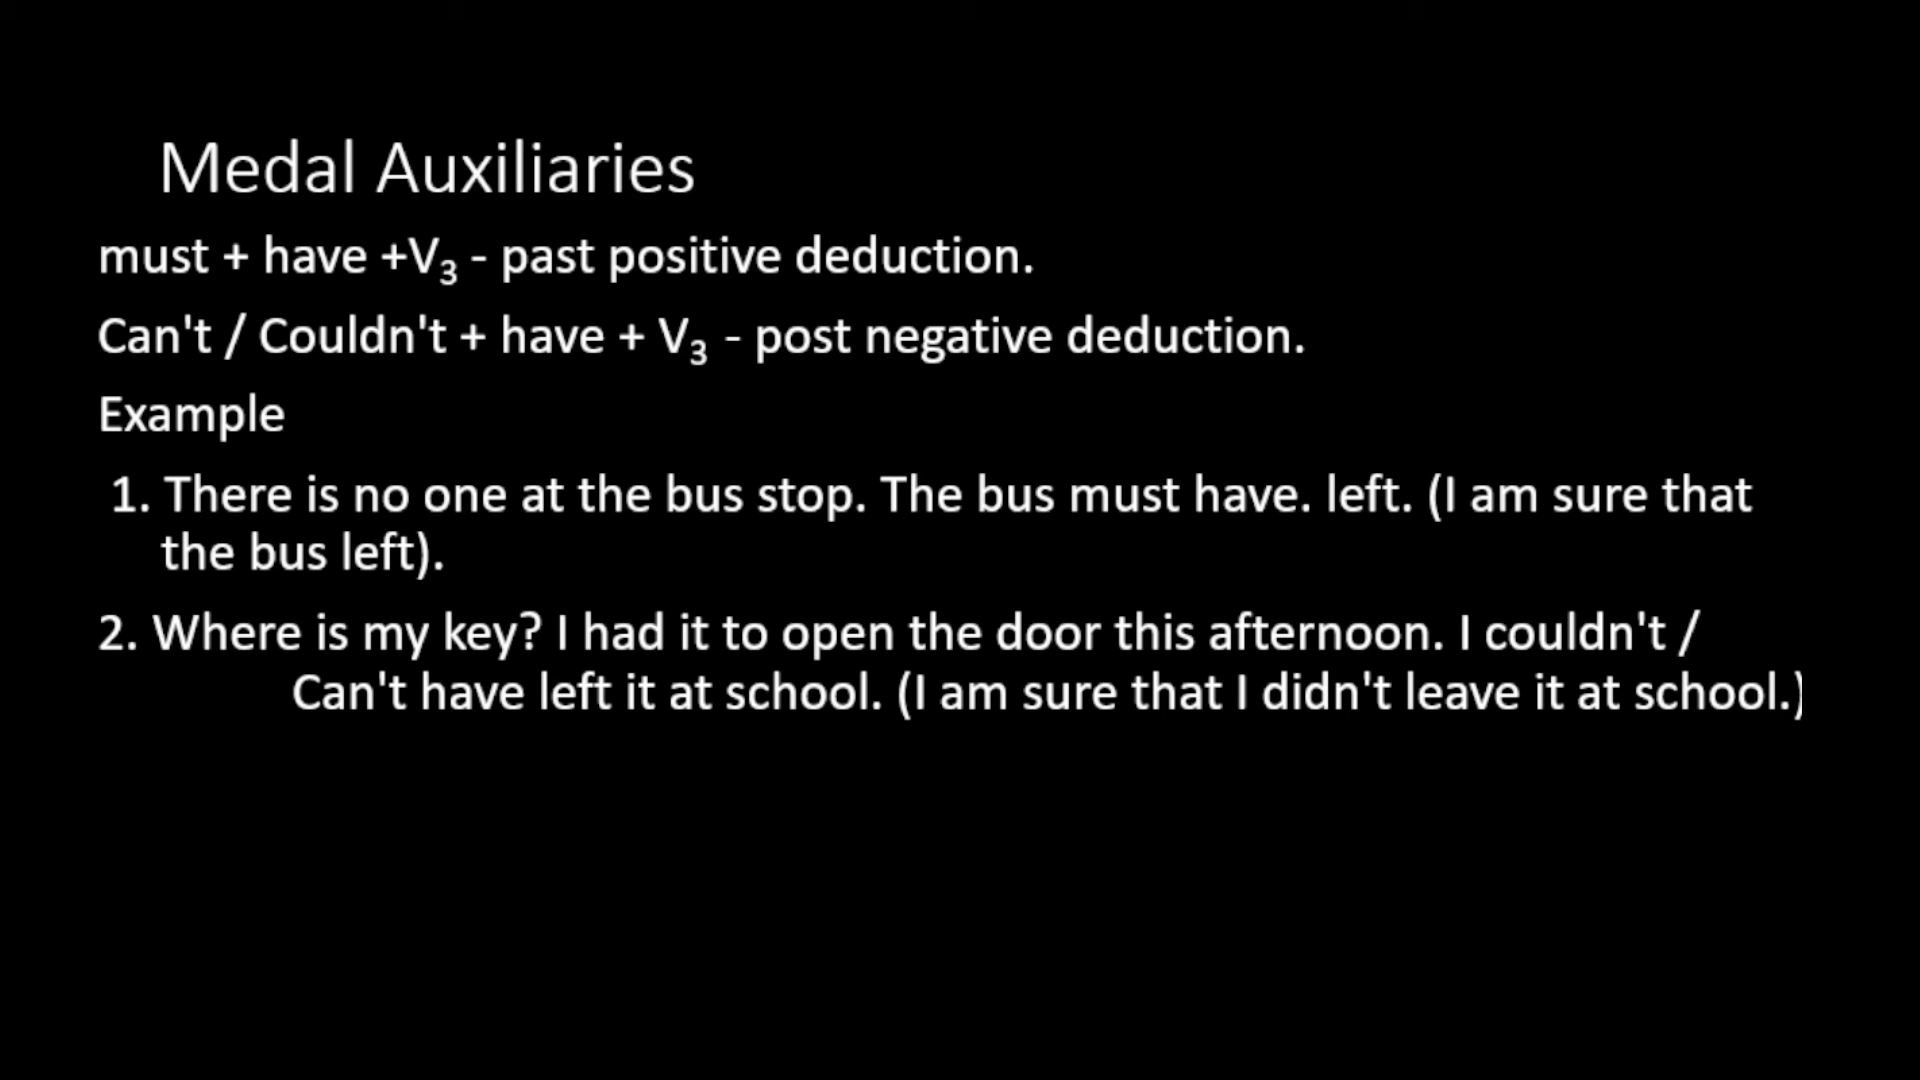 Medal Auxiliaries
must + have +V₃ - past positive deduction.
Can't / Couldn't + have + V₃ - post negative deduction.
Example
1. There is no one at the bus stop. The bus must have. left. (I am sure that
the bus left).
2. Where is my key? I had it to open the door this afternoon. I couldn't /
Can't have left it at school. (I am sure that I didn't leave it at school.)